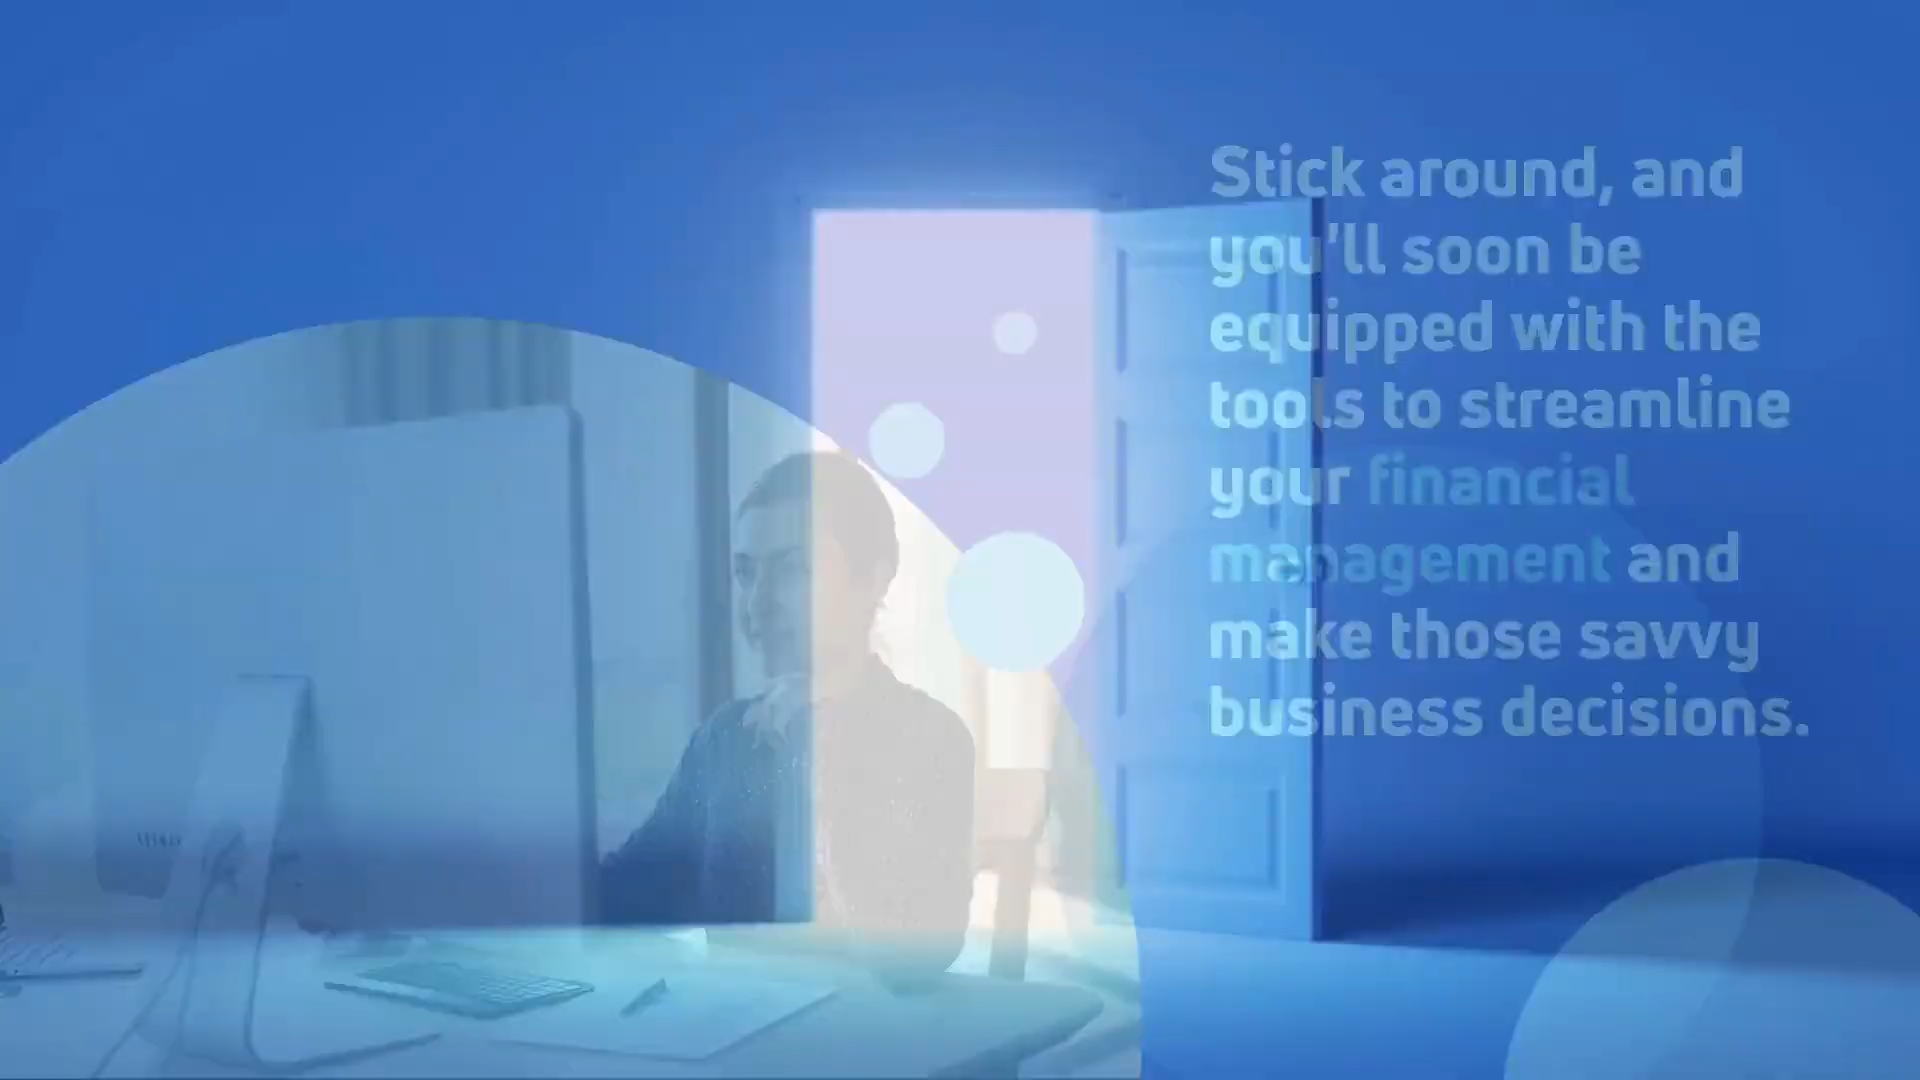 Stick around, and
you'll soon be
equipped with the
tools to streamline
your financial
management and
make those savvy
business decisions.